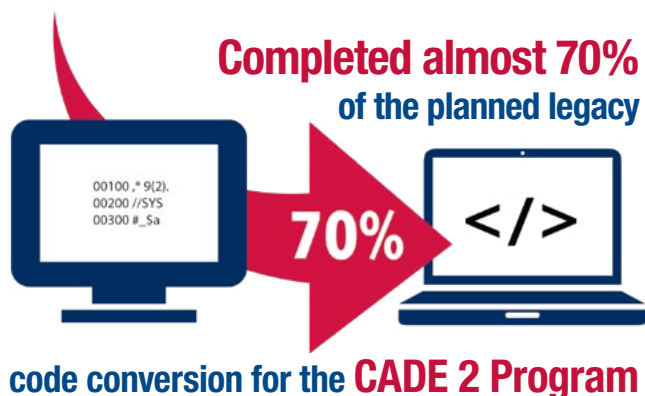 Completed almost 70%
of the planned legacy
00100 ,* 9(2).
00200 //SYS
00300 #_$a
70%
</>
code conversion for the CADE 2 Program